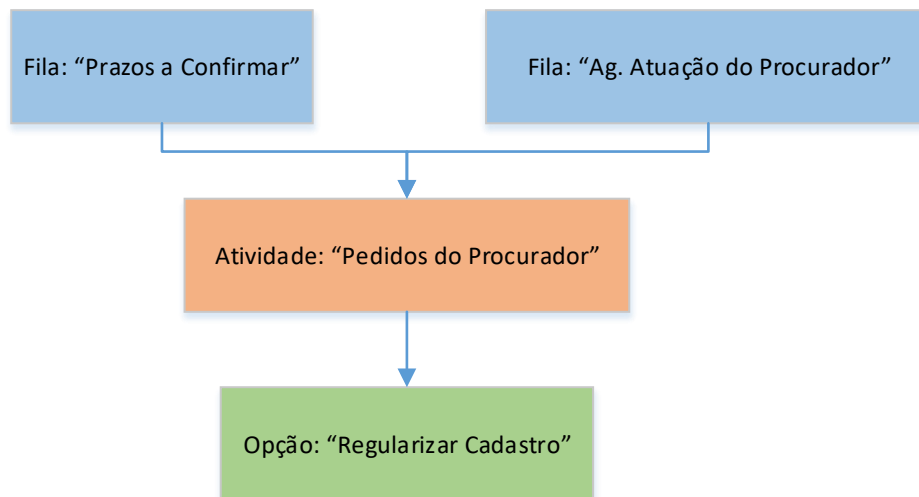 Fila: “Prazos a Confirmar”
Fila: “Ag. Atuação do Procurador”
Atividade: “Pedidos do Procurador”
Opção: “Regularizar Cadastro”